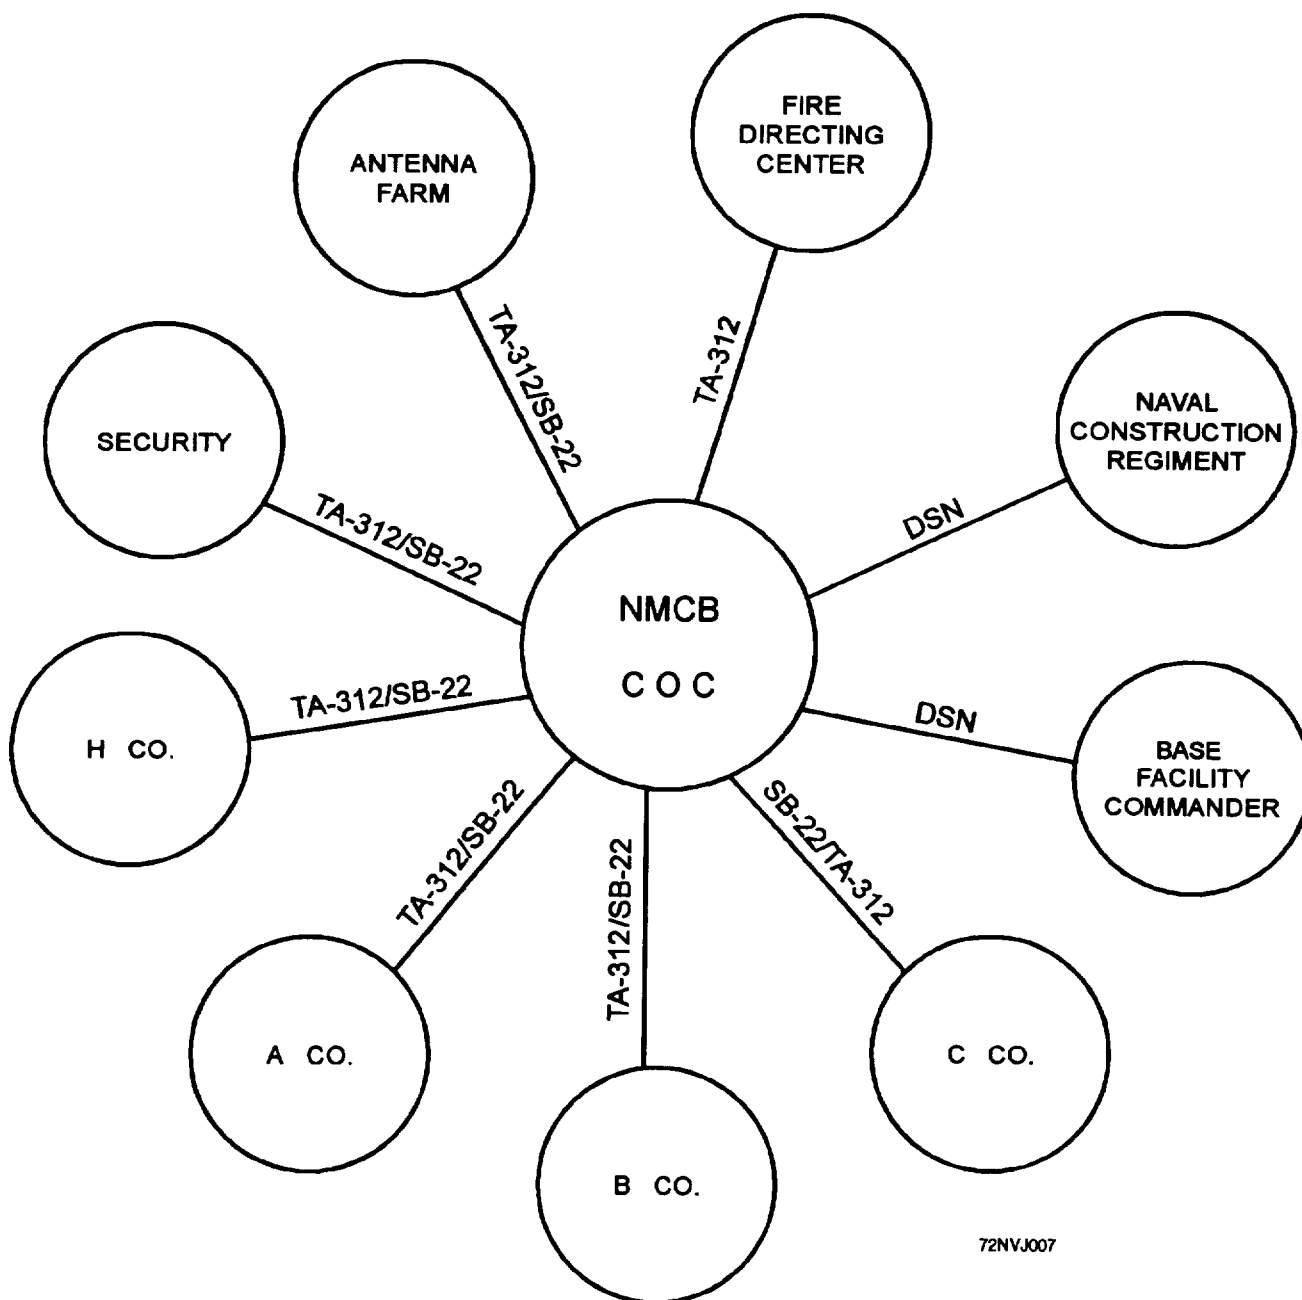 FIRE
DIRECTING
CENTER
ANTENNA
FARM
TA-312/SB-22
TA-312
NAVAL
CONSTRUCTION
REGIMENT
SECURITY
TA-312/SB-22
DSN
NMCB
C O C
TA-312/SB-22
DSN
H CO.
BASE
FACILITY
COMMANDER
TA-312/SB-22
TA-312/SB-22
SB-22/TA-312
A CO.
B CO.
C CO.
72NVJ007